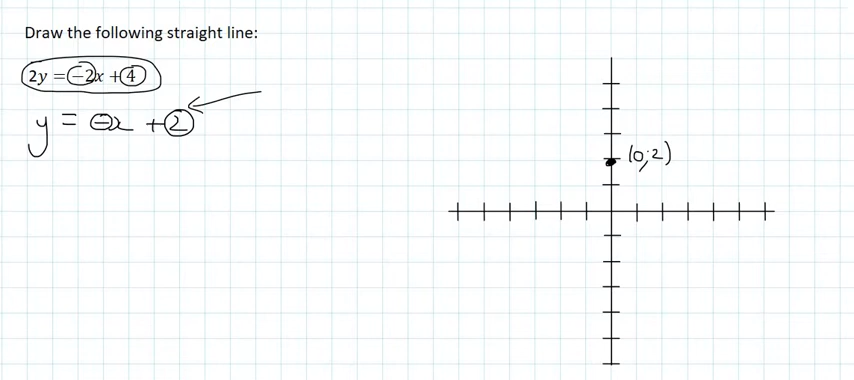 Draw the following straight line:
2y = −2x + 4
y = −x + 2
(0;2)